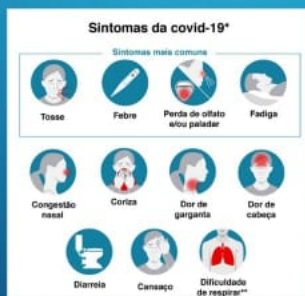 Sintomas da covid-19*
Sintomas mais comuns
Tosse
Febre
Perda de olfato
e/ou paladar
Fadiga
Congestão
nasal
Coriza
Dor de
garganta
Dor de
cabeça
Diarreia
Cansaço
Dificuldade
de respirar**